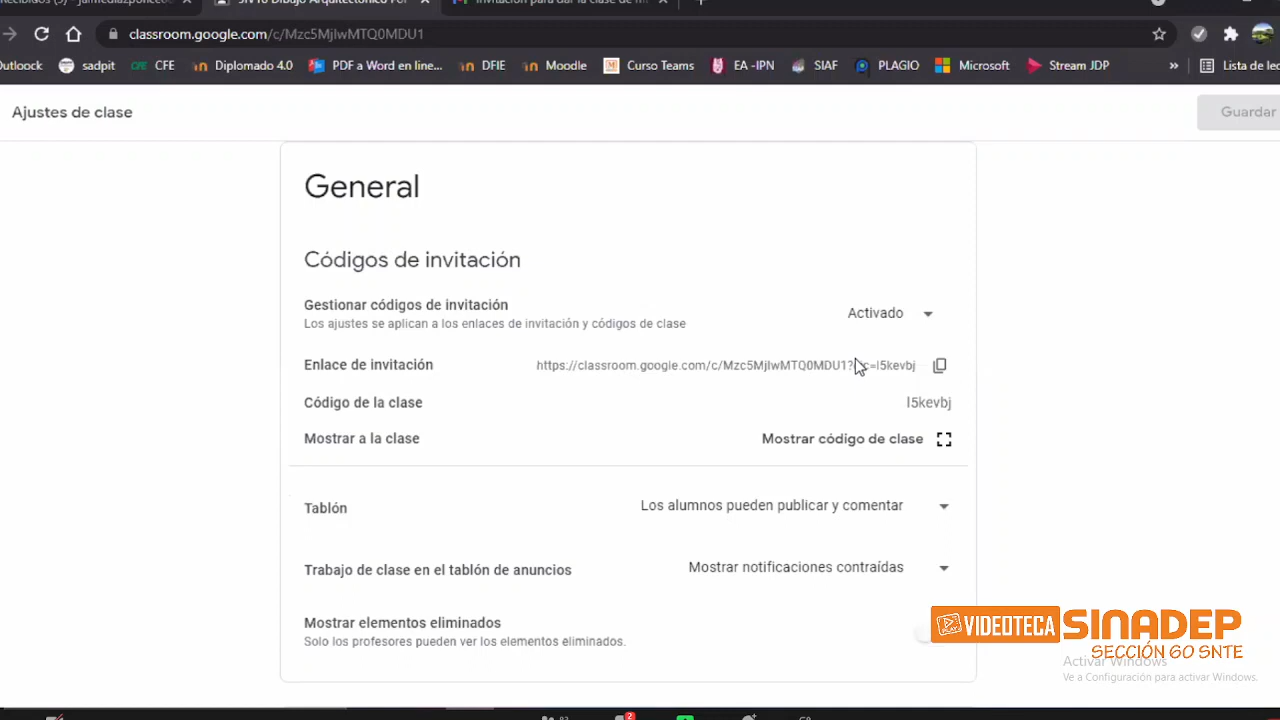 classroom.google.com/c/Mzc5MjIwMTQ0MDU1
sadpit CFE Diplomado 4.0 PDF a Word en líne... DFIE Moodle Curso Teams EA -IPN SIAF PLAGIO Microsoft Stream JDP » Lista de lec
Ajustes de clase
Guardar
General
Códigos de invitación
Gestionar códigos de invitación
Activado
Los ajustes se aplican a los enlaces de invitación y códigos de clase
Enlace de invitación
https://classroom.google.com/c/Mzc5MjIwMTQ0MDU1? c=l5kevbj
Código de la clase
l5kevbj
Mostrar a la clase
Mostrar código de clase
Tablón
Los alumnos pueden publicar y comentar
Trabajo de clase en el tablón de anuncios
Mostrar notificaciones contraídas
Mostrar elementos eliminados
Solo los profesores pueden ver los elementos eliminados.
PLAY VIDEOTECA SINADEP
SECCIÓN 60 SNTE
Activar Windows
Ve a Configuración para activar Windows.
2